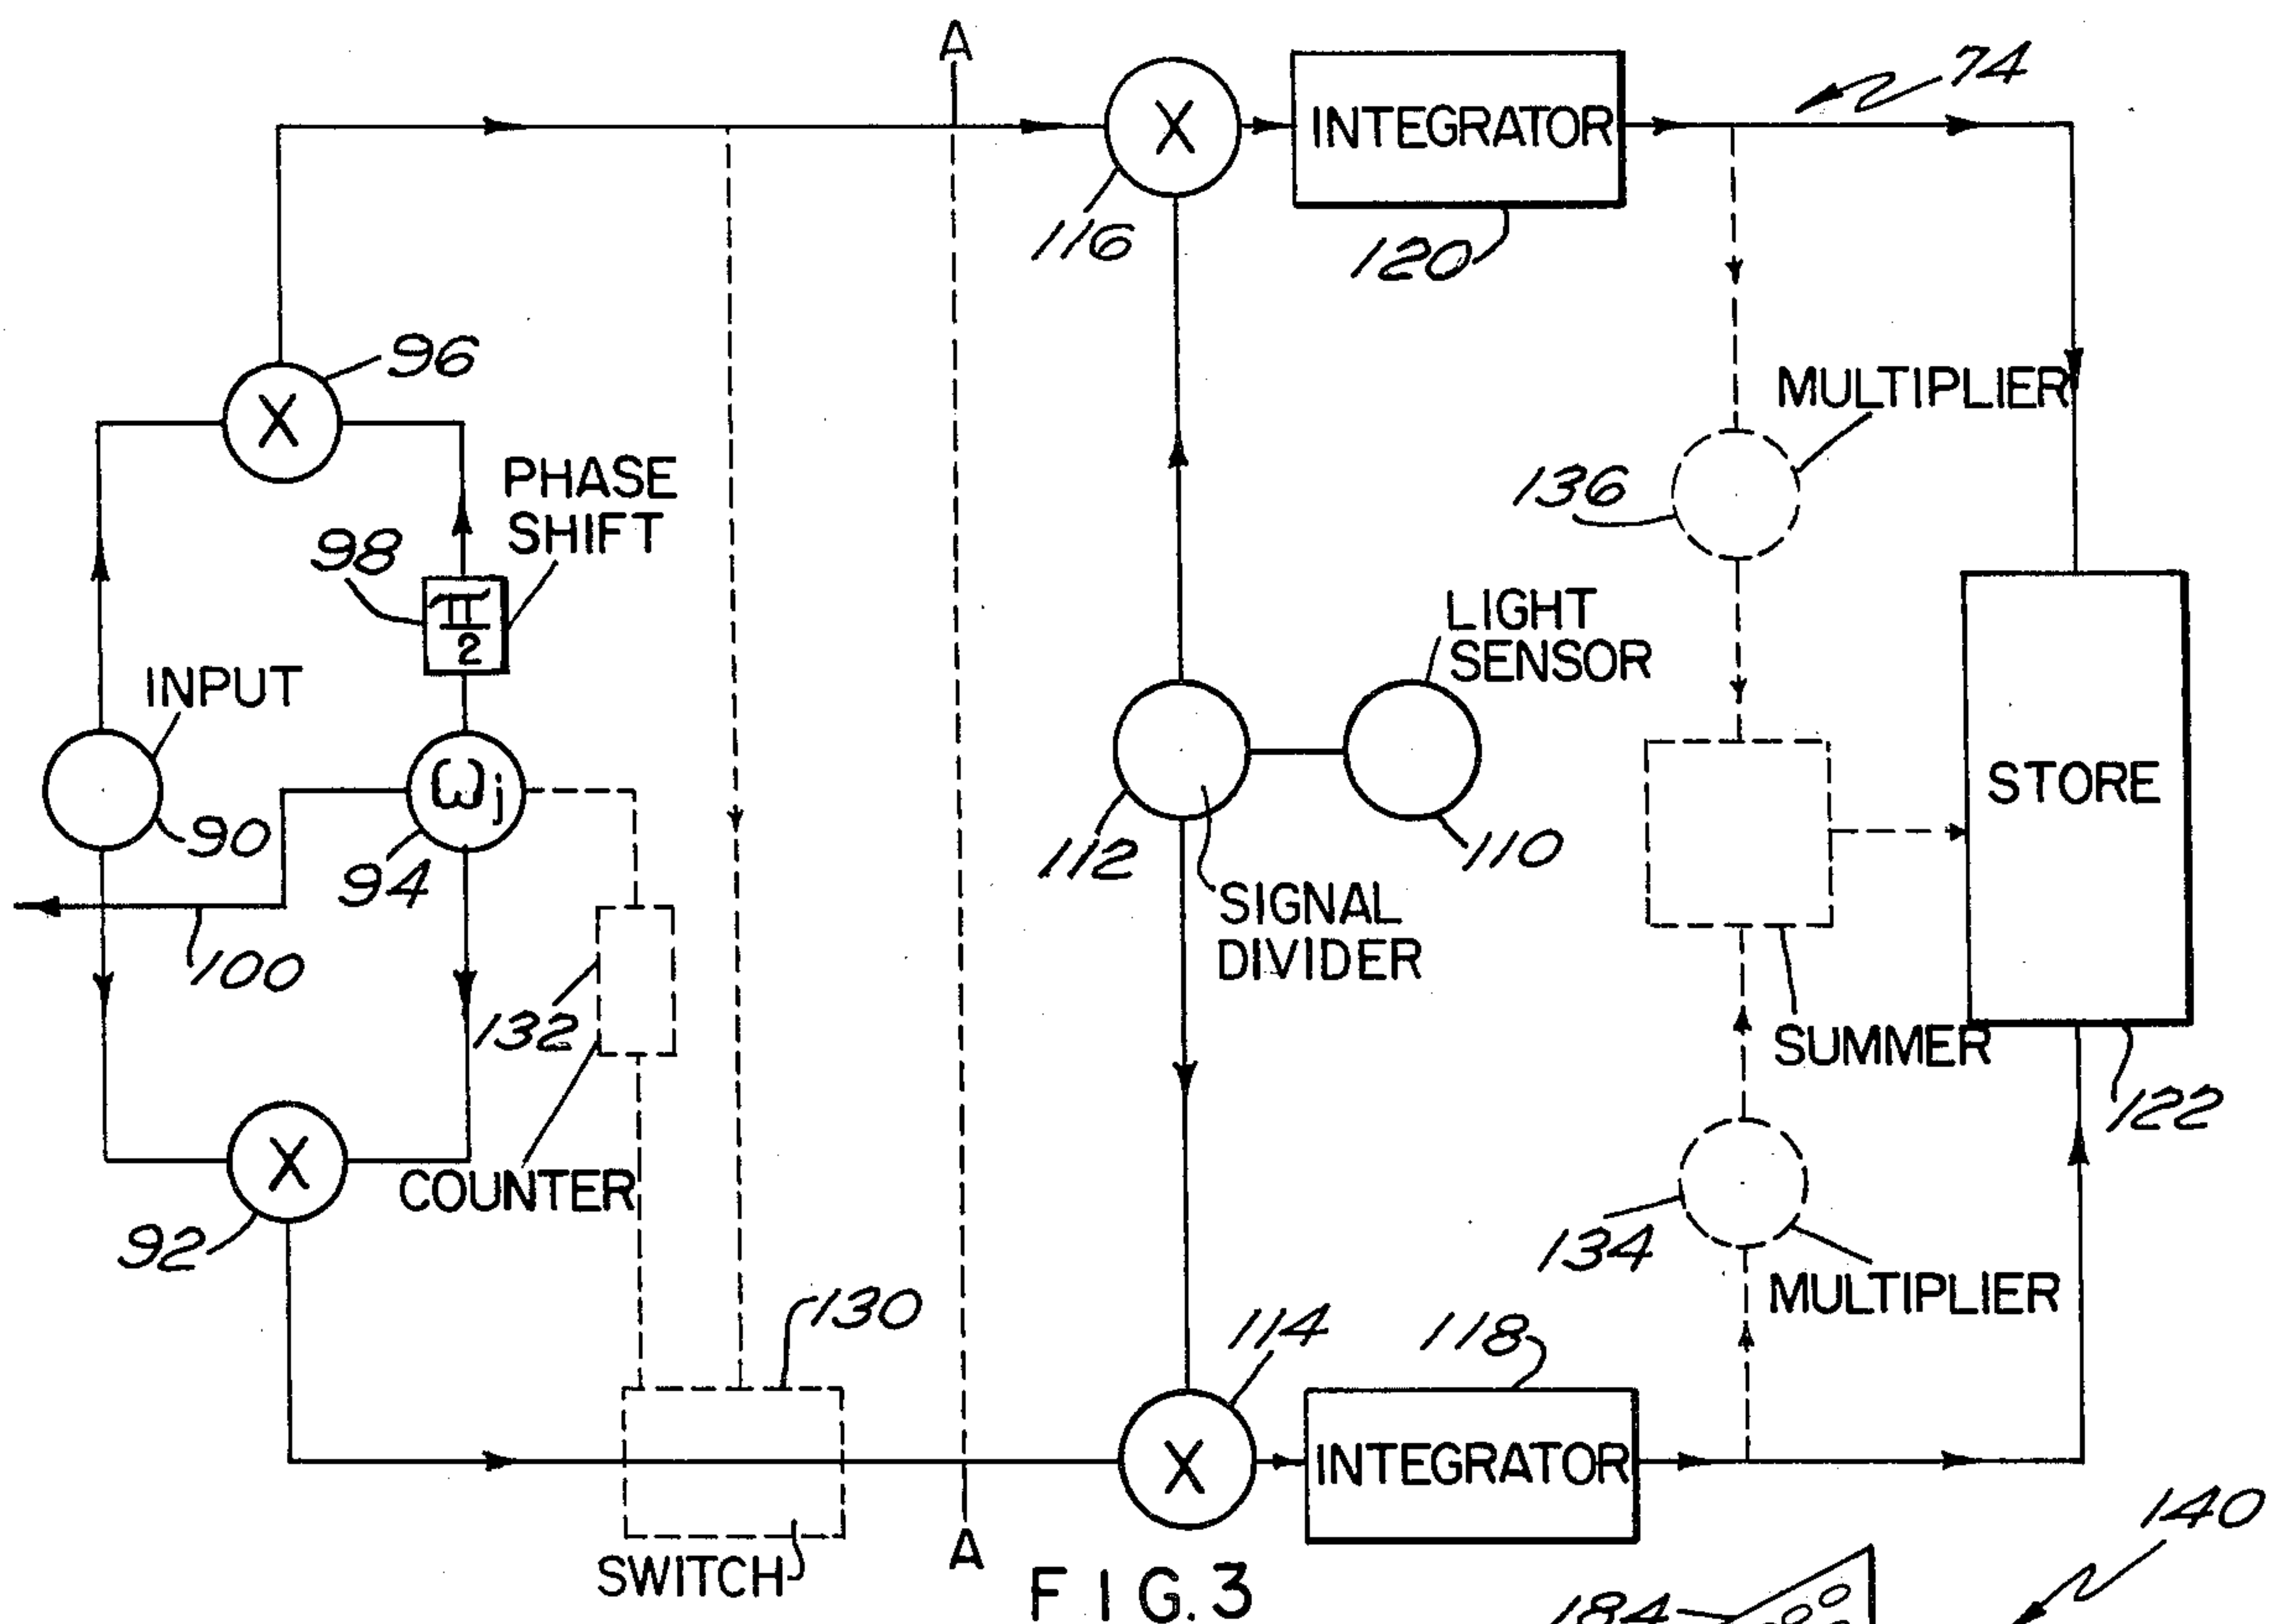 A
74
X
INTEGRATOR
116
120
96
X
MULTIPLIER
PHASE
SHIFT
136
98
π
2
LIGHT
SENSOR
INPUT
ωj
STORE
90
94
112
110
SIGNAL
DIVIDER
100
132
SUMMER
122
X
COUNTER
92
134
MULTIPLIER
130
114
118
X
INTEGRATOR
140
A
SWITCH
FIG. 3
184